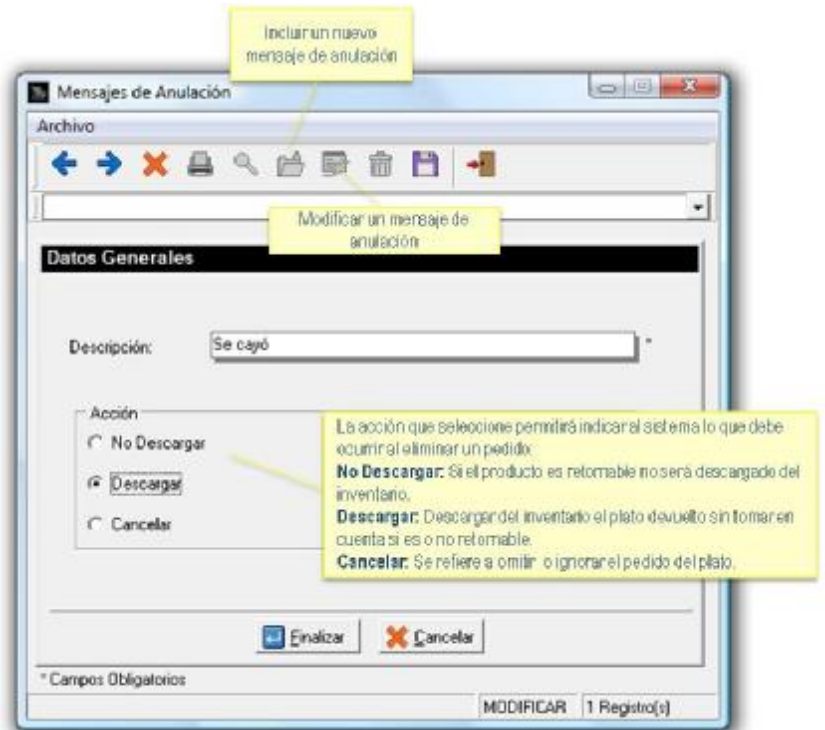 Incluir un nuevo
mensaje de anulación
Mensajes de Anulación
Archivo
Modificar un mensaje de
anulación
Datos Generales
Descripción:
Se cayó
*
Acción
No Descargar
Descargar
Cancelar
La acción que seleccione permitirá indicar al sistema lo que debe
ocurrir al eliminar un pedido:
No Descargar: Si el producto es retornable no será descargado del
inventario.
Descargar: Descargar del inventario el plato devuelto sin tomar en
cuenta si es o no retornable.
Cancelar: Se refiere a omitir o ignorar el pedido del plato.
Finalizar
Cancelar
* Campos Obligatorios
MODIFICAR
1 Registro(s)